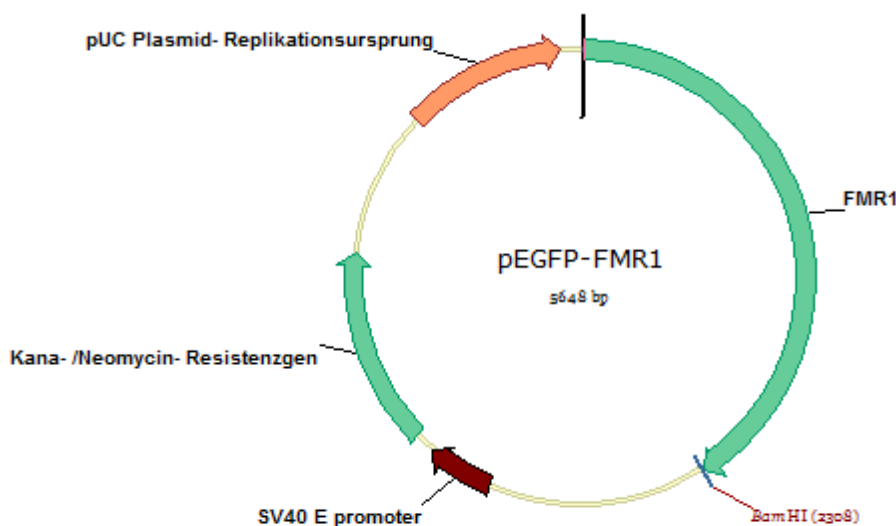 pUC Plasmid- Replikationsursprung
FMR1
pEGFP-FMR1
5648 bp
Kana- /Neomycin- Resistenzgen
SV40 E promoter
BamHI (2308)